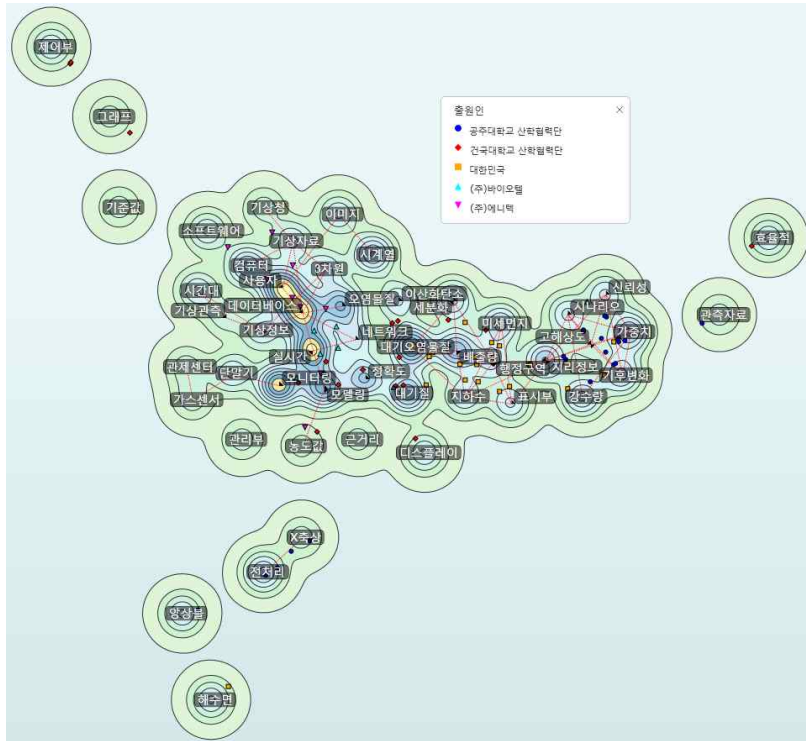 제어부
그래프
출원인
공주대학교 산학협력단
건국대학교 산학협력단
대한민국
(주)바이오텔
(주)에니텍
기준값
기상청
이미지
소프트웨어
기상자료
효율적
시계열
컴퓨터
3차원
사용자
시간대
이산화탄소
신뢰성
데이터베이스
오염물질
세분화
시나리오
기상관측
관측자료
기상정보
네트워크
미세먼지
고해상도
가중치
대기오염물질
실시간
배출량
관제센터
단말기
정확도
행정구역
지리정보
모니터링
기후변화
가스센서
모델링
대기질
지하수
표시부
강수량
관리부
농도값
근거리
디스플레이
X축상
전처리
앙상블
해수면